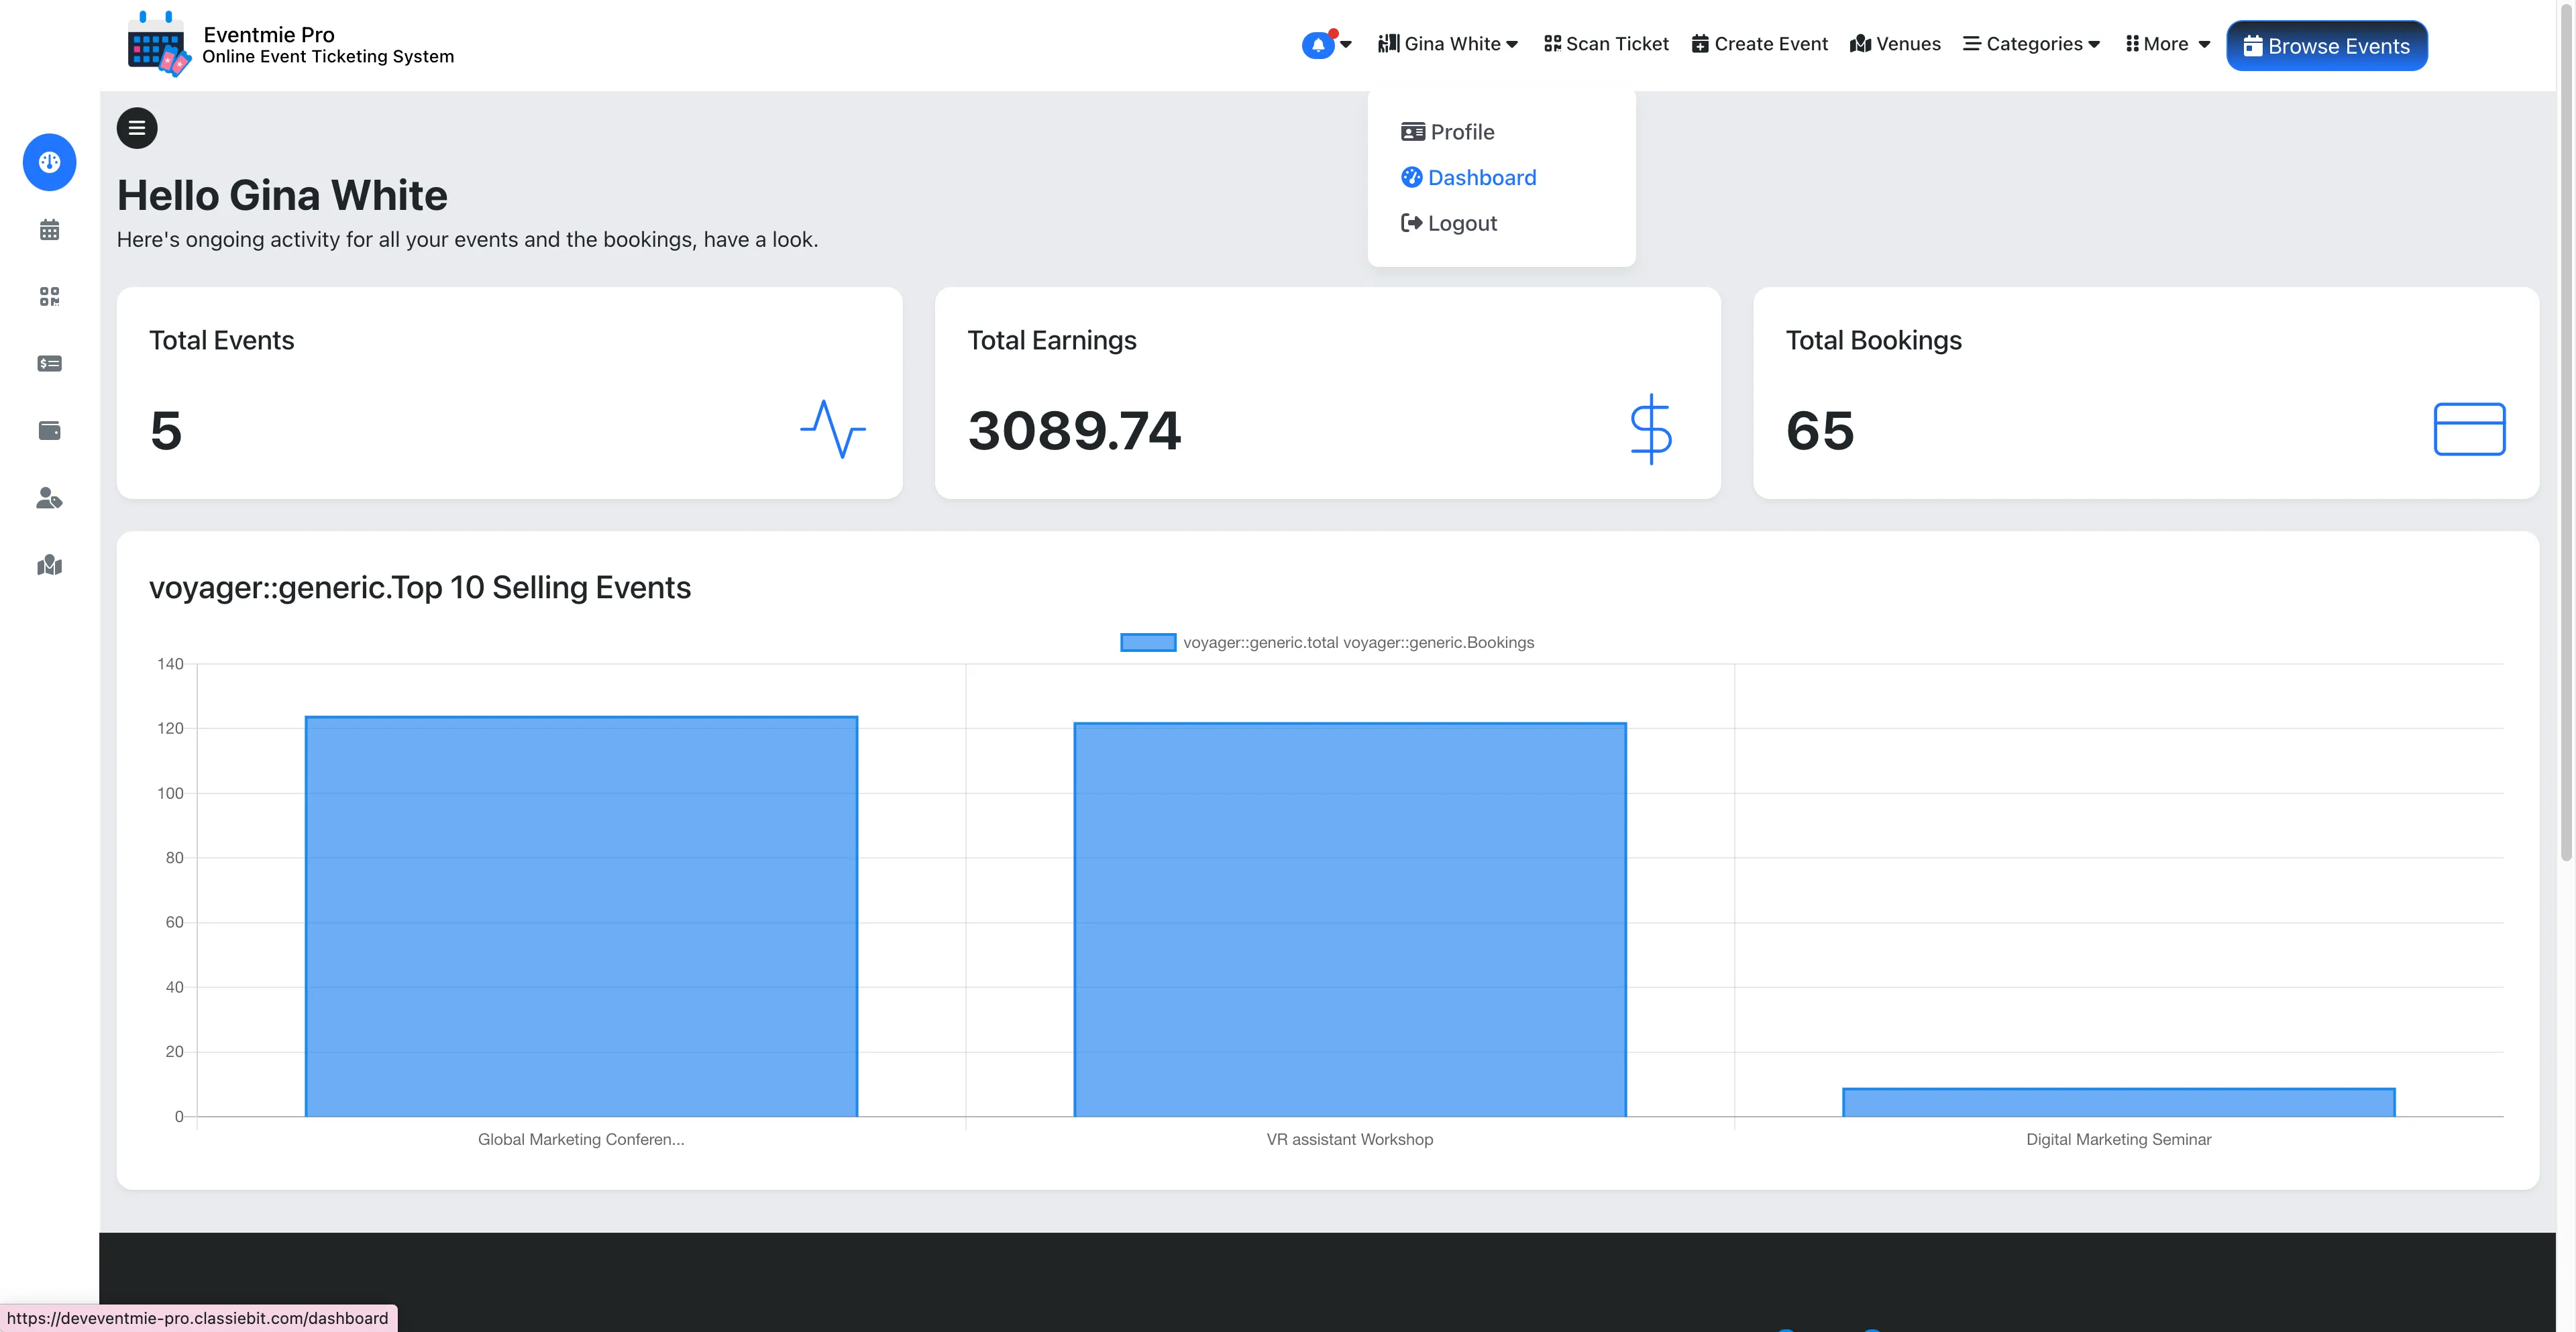 Eventmie Pro
Online Event Ticketing System
Gina White
Scan Ticket
Create Event
Venues
Categories
More
Browse Events
Profile
Dashboard
Logout
Hello Gina White
Here's ongoing activity for all your events and the bookings, have a look.
Total Events
5
Total Earnings
3089.74
$
Total Bookings
65
voyager::generic.Top 10 Selling Events
voyager::generic.total voyager::generic.Bookings
140
120
100
80
60
40
20
0
Global Marketing Conferen...
VR assistant Workshop
Digital Marketing Seminar
https://deveventmie-pro.classiebit.com/dashboard